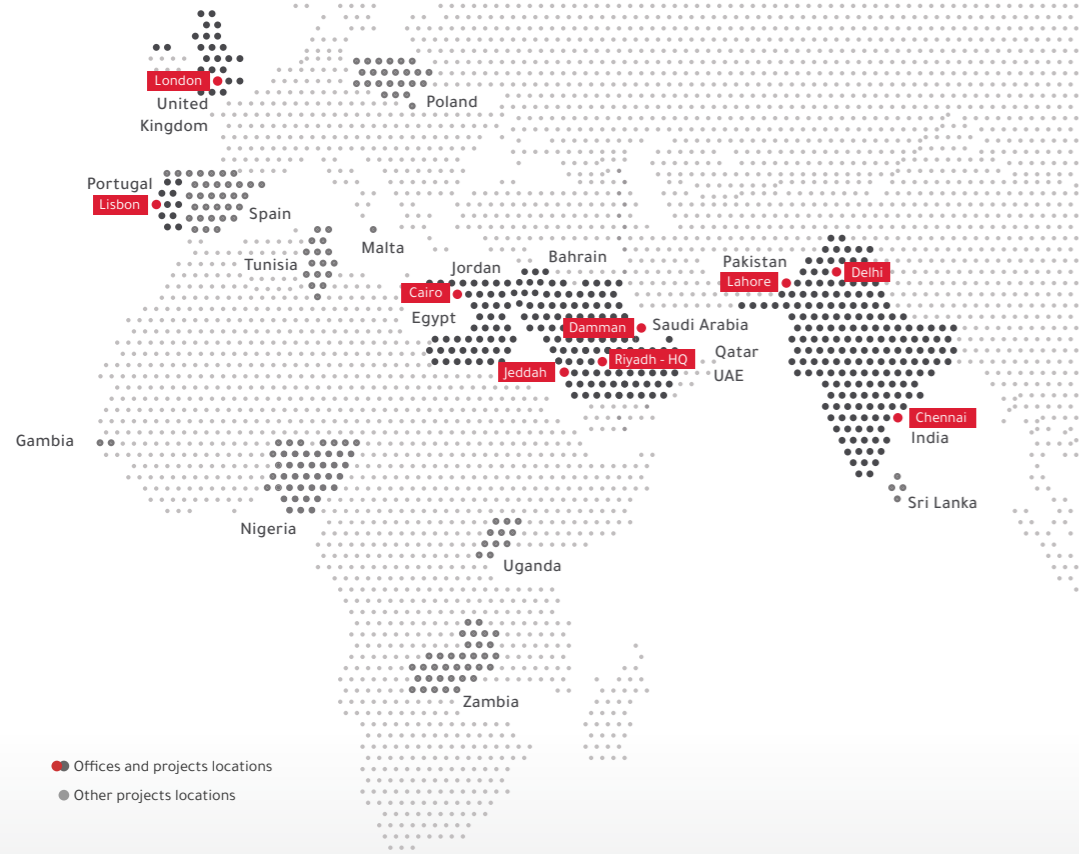 London
United
Kingdom
Poland
Portugal
Lisbon
Spain
Malta
Tunisia
Jordan
Bahrain
Pakistan
Cairo
Lahore
Delhi
Egypt
Damman
Saudi Arabia
Riyadh - HQ
Qatar
Jeddah
UAE
Chennai
Gambia
India
Sri Lanka
Nigeria
Uganda
Zambia
Offices and projects locations
Other projects locations